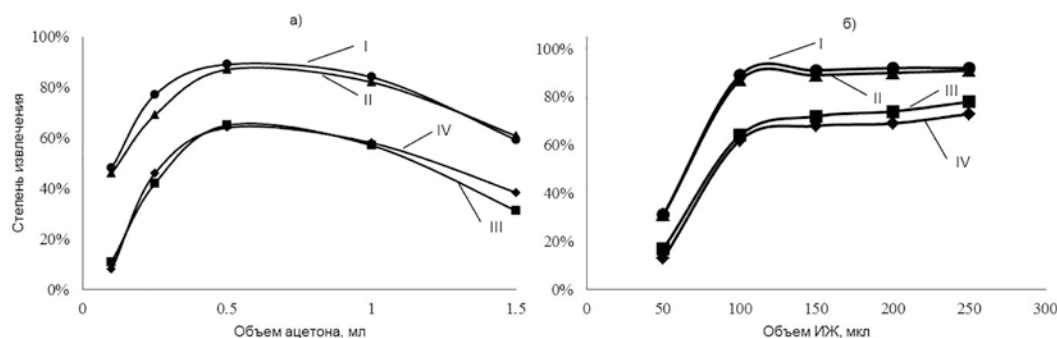 а)
100%
80%
60%
40%
20%
0%
0
0.5
1
1.5
Степень извлечения
Объем ацетона, мл
I
II
IV
III
б)
100%
80%
60%
40%
20%
0%
0
50
100
150
200
250
300
Объем ИЖ, мкл
I
II
III
IV